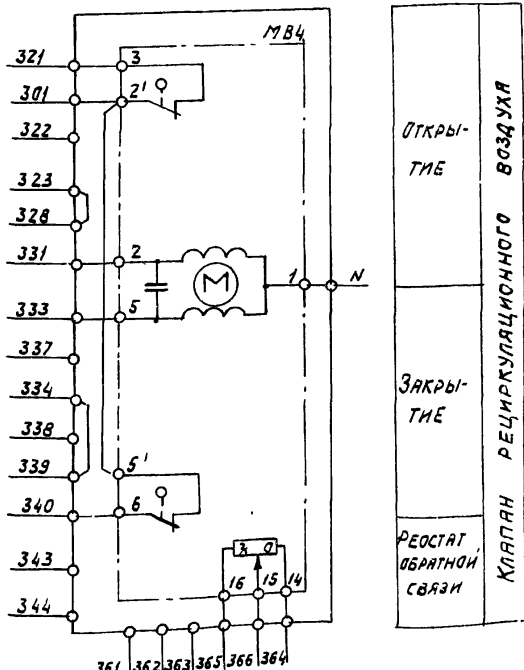 МВ4
321
3
301
2'
322
323
328
331
2
М
1
N
333
5
337
334
338
339
5'
340
6
343
З О
16
15
14
344
361
362
363
365
366
364
ОТКРЫ-
ТИЕ
ЗАКРЫ-
ТИЕ
РЕОСТАТ
ОБРАТНОЙ
СВЯЗИ
КЛАПАН РЕЦИРКУЛЯЦИОННОГО ВОЗДУХА